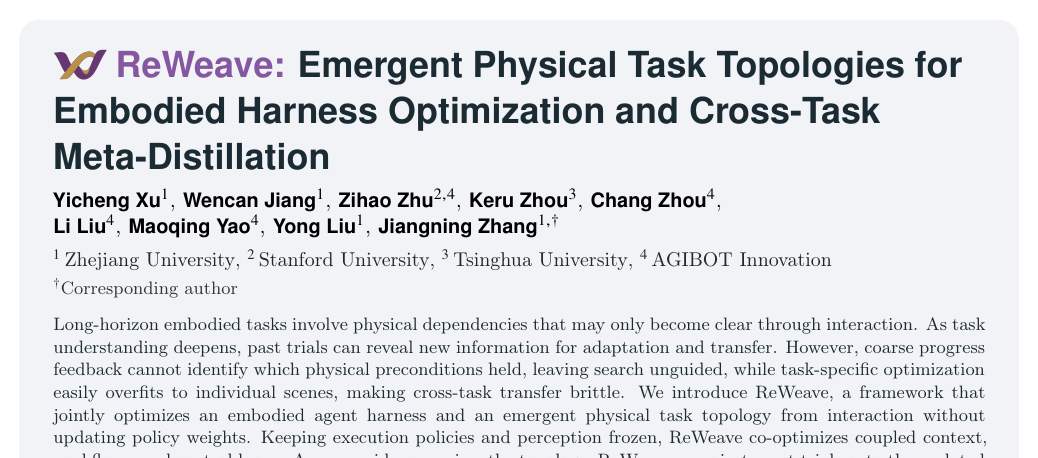 ReWeave: Emergent Physical Task Topologies for
Embodied Harness Optimization and Cross-Task
Meta-Distillation
Yicheng Xu¹, Wencan Jiang¹, Zihao Zhu²,⁴, Keru Zhou³, Chang Zhou⁴,
Li Liu⁴, Maoqing Yao⁴, Yong Liu¹, Jiangning Zhang¹,†
¹ Zhejiang University, ² Stanford University, ³ Tsinghua University, ⁴ AGIBOT Innovation
†Corresponding author
Long-horizon embodied tasks involve physical dependencies that may only become clear through interaction. As task
understanding deepens, past trials can reveal new information for adaptation and transfer. However, coarse progress
feedback cannot identify which physical preconditions held, leaving search unguided, while task-specific optimization
easily overfits to individual scenes, making cross-task transfer brittle. We introduce ReWeave, a framework that
jointly optimizes an embodied agent harness and an emergent physical task topology from interaction without
updating policy weights. Keeping execution policies and perception frozen, ReWeave co-optimizes coupled context,